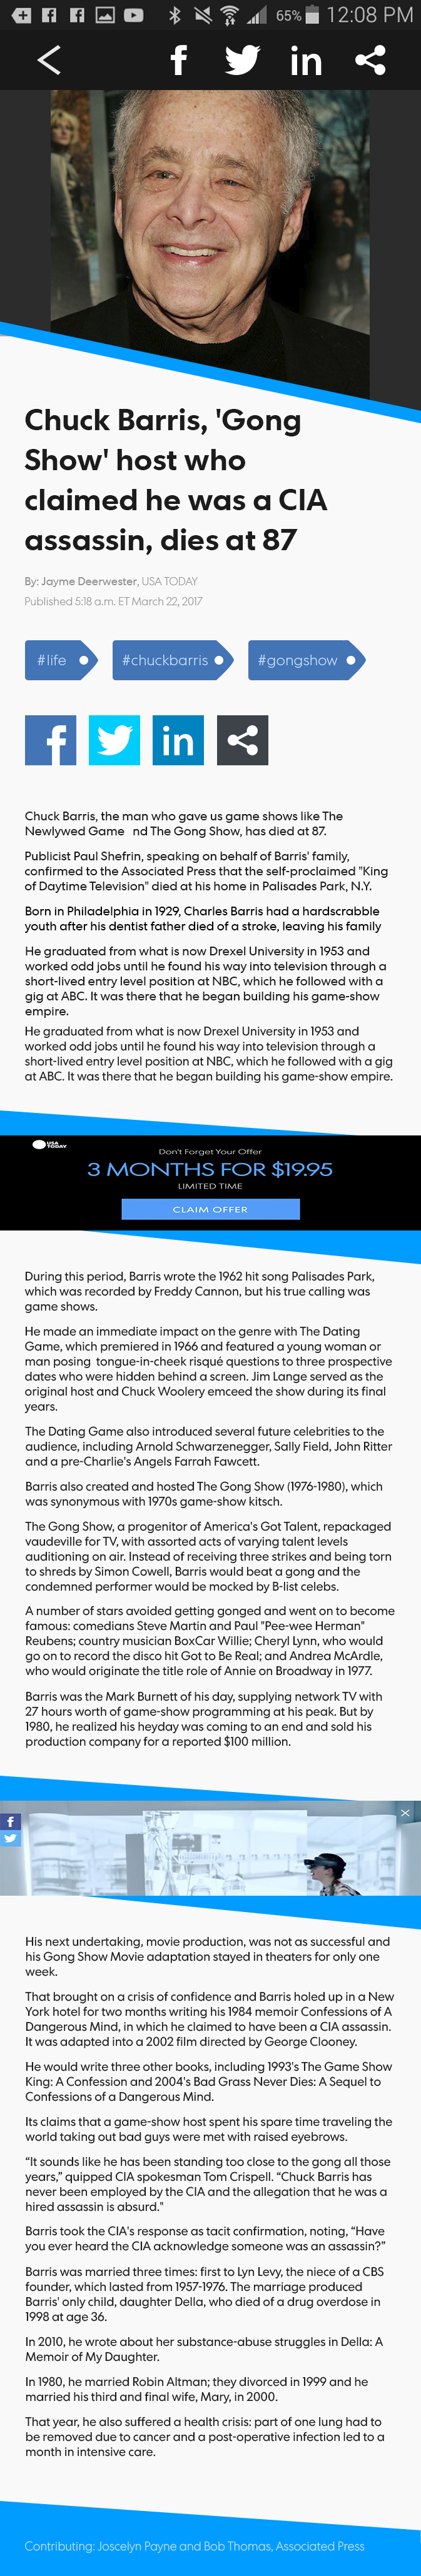 65% 12:08 PM
f in
Chuck Barris, 'Gong
Show' host who
claimed he was a CIA
assassin, dies at 87
By: Jayme Deerwester, USA TODAY
Published 5:18 a.m. ET March 22, 2017
#life #chuckbarris #gongshow
f in
Chuck Barris, the man who gave us game shows like The
Newlywed Game nd The Gong Show, has died at 87.
Publicist Paul Shefrin, speaking on behalf of Barris' family,
confirmed to the Associated Press that the self-proclaimed "King
of Daytime Television" died at his home in Palisades Park, N.Y.
Born in Philadelphia in 1929, Charles Barris had a hardscrabble
youth after his dentist father died of a stroke, leaving his family
He graduated from what is now Drexel University in 1953 and
worked odd jobs until he found his way into television through a
short-lived entry level position at NBC, which he followed with a
gig at ABC. It was there that he began building his game-show
empire.
He graduated from what is now Drexel University in 1953 and
worked odd jobs until he found his way into television through a
short-lived entry level position at NBC, which he followed with a gig
at ABC. It was there that he began building his game-show empire.
USA
TODAY
Don't Forget Your Offer
3 MONTHS FOR $19.95
LIMITED TIME
CLAIM OFFER
During this period, Barris wrote the 1962 hit song Palisades Park,
which was recorded by Freddy Cannon, but his true calling was
game shows.
He made an immediate impact on the genre with The Dating
Game, which premiered in 1966 and featured a young woman or
man posing tongue-in-cheek risqué questions to three prospective
dates who were hidden behind a screen. Jim Lange served as the
original host and Chuck Woolery emceed the show during its final
years.
The Dating Game also introduced several future celebrities to the
audience, including Arnold Schwarzenegger, Sally Field, John Ritter
and a pre-Charlie's Angels Farrah Fawcett.
Barris also created and hosted The Gong Show (1976-1980), which
was synonymous with 1970s game-show kitsch.
The Gong Show, a progenitor of America's Got Talent, repackaged
vaudeville for TV, with assorted acts of varying talent levels
auditioning on air. Instead of receiving three strikes and being torn
to shreds by Simon Cowell, Barris would beat a gong and the
condemned performer would be mocked by B-list celebs.
A number of stars avoided getting gonged and went on to become
famous: comedians Steve Martin and Paul "Pee-wee Herman"
Reubens; country musician BoxCar Willie; Cheryl Lynn, who would
go on to record the disco hit Got to Be Real; and Andrea McArdle,
who would originate the title role of Annie on Broadway in 1977.
Barris was the Mark Burnett of his day, supplying network TV with
27 hours worth of game-show programming at his peak. But by
1980, he realized his heyday was coming to an end and sold his
production company for a reported $100 million.
f
His next undertaking, movie production, was not as successful and
his Gong Show Movie adaptation stayed in theaters for only one
week.
That brought on a crisis of confidence and Barris holed up in a New
York hotel for two months writing his 1984 memoir Confessions of A
Dangerous Mind, in which he claimed to have been a CIA assassin.
It was adapted into a 2002 film directed by George Clooney.
He would write three other books, including 1993's The Game Show
King: A Confession and 2004's Bad Grass Never Dies: A Sequel to
Confessions of a Dangerous Mind.
Its claims that a game-show host spent his spare time traveling the
world taking out bad guys were met with raised eyebrows.
“It sounds like he has been standing too close to the gong all those
years,” quipped CIA spokesman Tom Crispell. “Chuck Barris has
never been employed by the CIA and the allegation that he was a
hired assassin is absurd."
Barris took the CIA's response as tacit confirmation, noting, “Have
you ever heard the CIA acknowledge someone was an assassin?”
Barris was married three times: first to Lyn Levy, the niece of a CBS
founder, which lasted from 1957-1976. The marriage produced
Barris' only child, daughter Della, who died of a drug overdose in
1998 at age 36.
In 2010, he wrote about her substance-abuse struggles in Della: A
Memoir of My Daughter.
In 1980, he married Robin Altman; they divorced in 1999 and he
married his third and final wife, Mary, in 2000.
That year, he also suffered a health crisis: part of one lung had to
be removed due to cancer and a post-operative infection led to a
month in intensive care.
Contributing: Joscelyn Payne and Bob Thomas, Associated Press